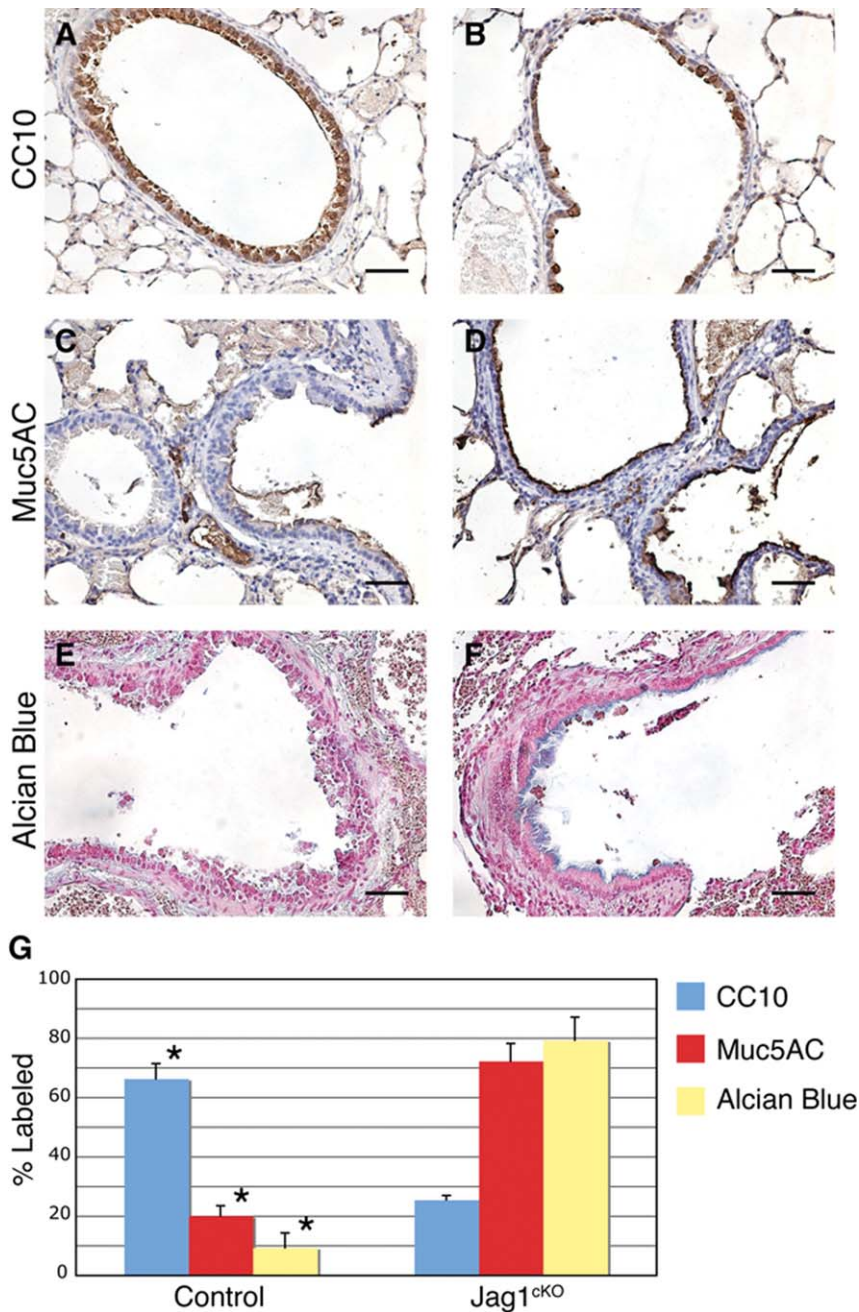 A
B
CC10
C
D
Muc5AC
E
F
Alcian Blue
G
100
80
60
40
20
0
% Labeled
*
*
*
Control
Jag1cKO
CC10
Muc5AC
Alcian Blue